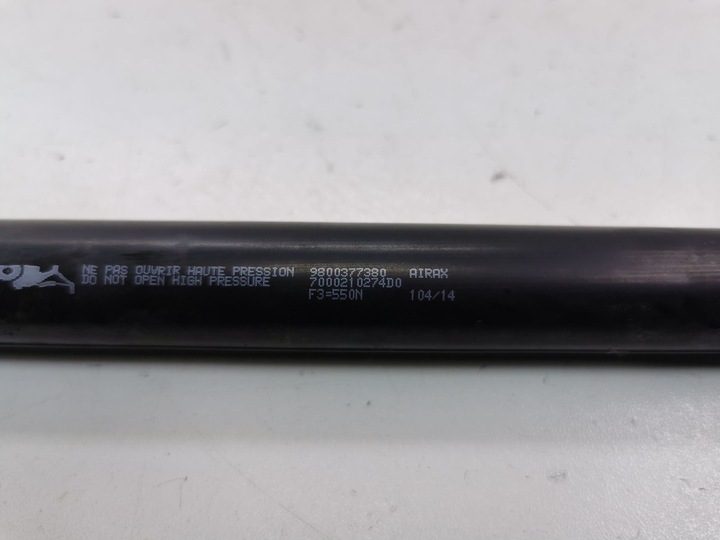 NE PAS OUVRIR HAUTE PRESSION 9800377380 AIRAX
DO NOT OPEN HIGH PRESSURE 7000210274D0
F3=550N 104/14